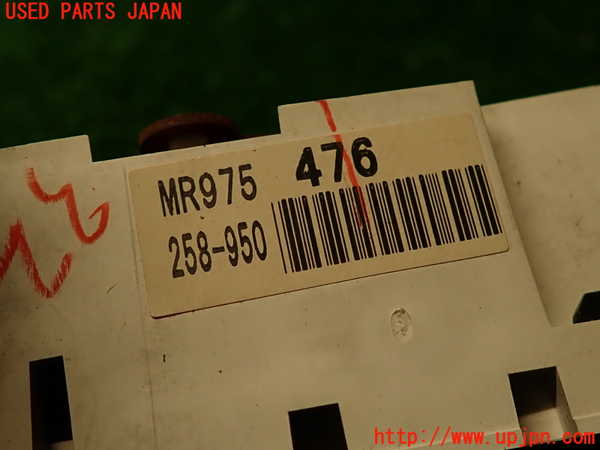 USED PARTS JAPAN
MR975 476
258-950
http://www.upjpn.com/